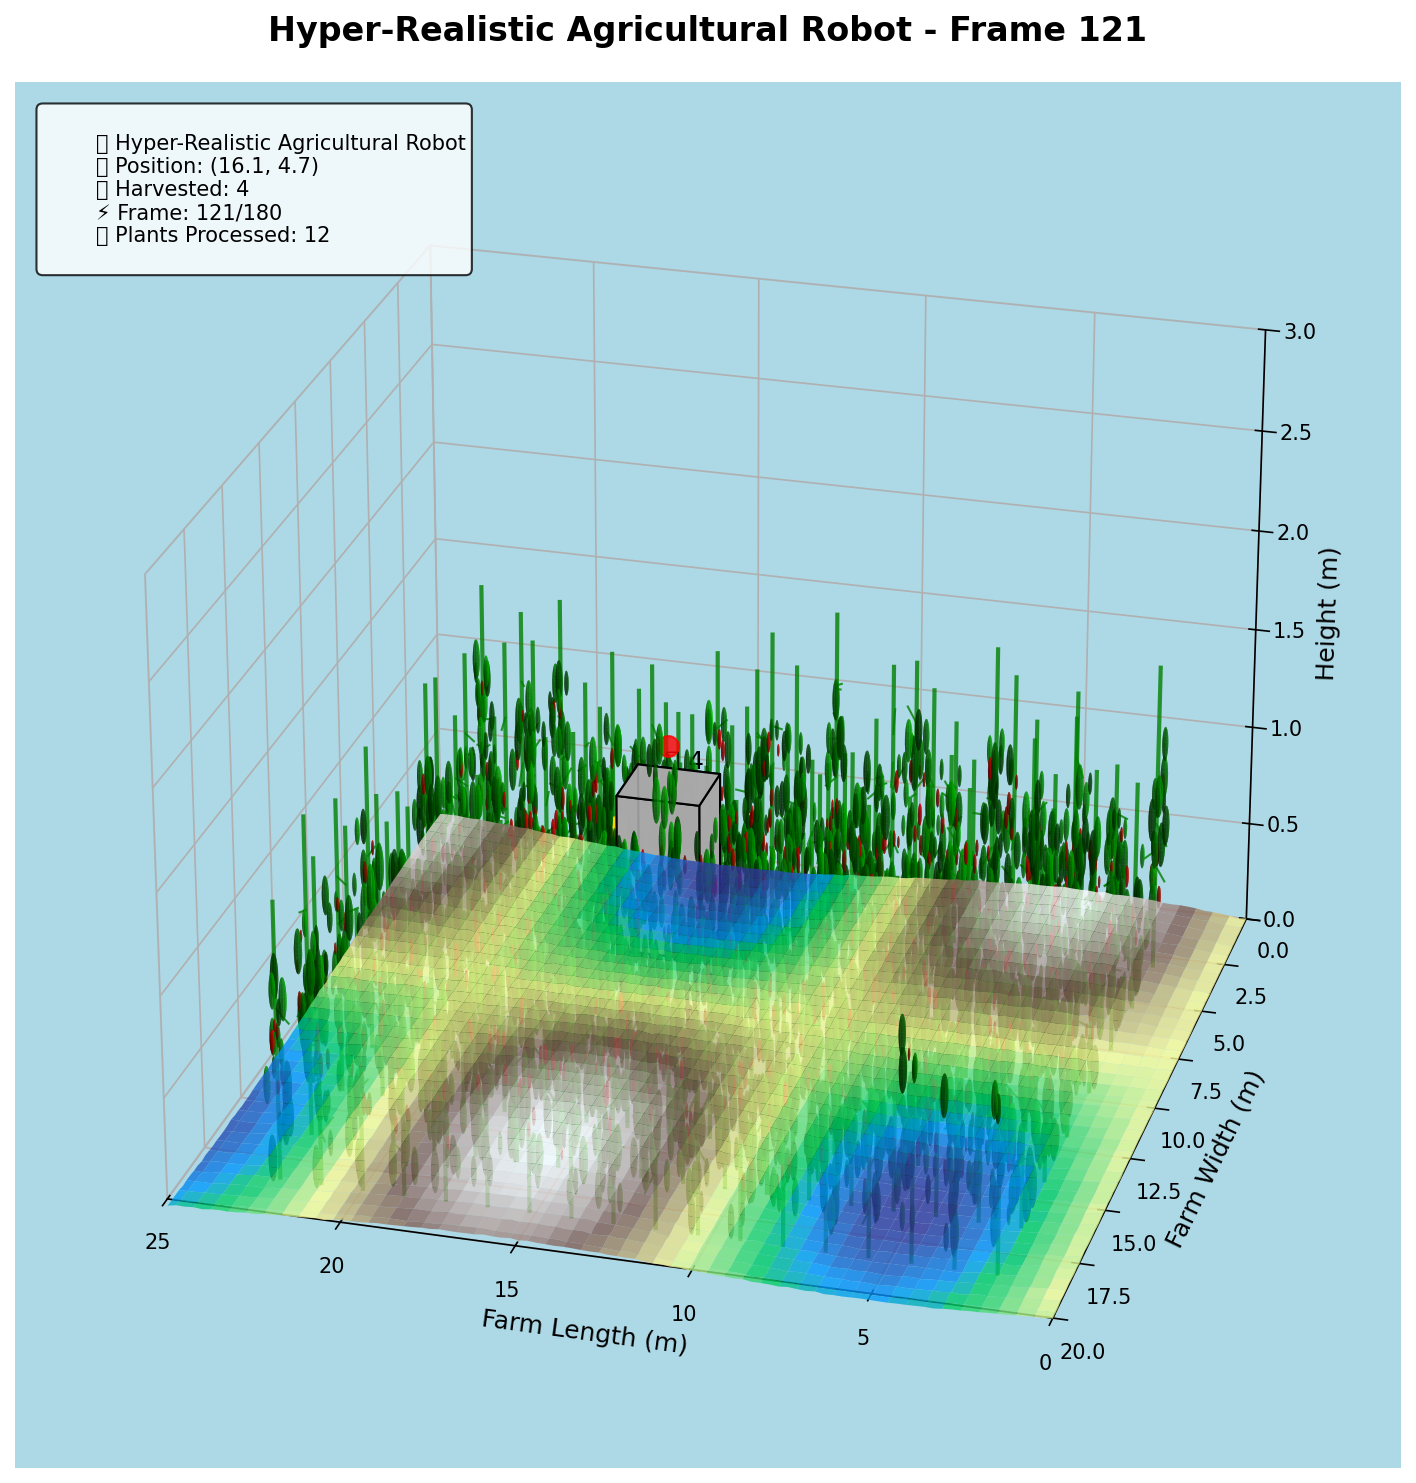 Hyper-Realistic Agricultural Robot - Frame 121
Hyper-Realistic Agricultural Robot
Position: (16.1, 4.7)
Harvested: 4
⚡ Frame: 121/180
Plants Processed: 12
3.0
2.5
2.0
1.5
1.0
0.5
0.0
Height (m)
4
0.0
2.5
5.0
7.5
10.0
12.5
15.0
17.5
20.0
Farm Width (m)
25
20
15
10
5
0
Farm Length (m)